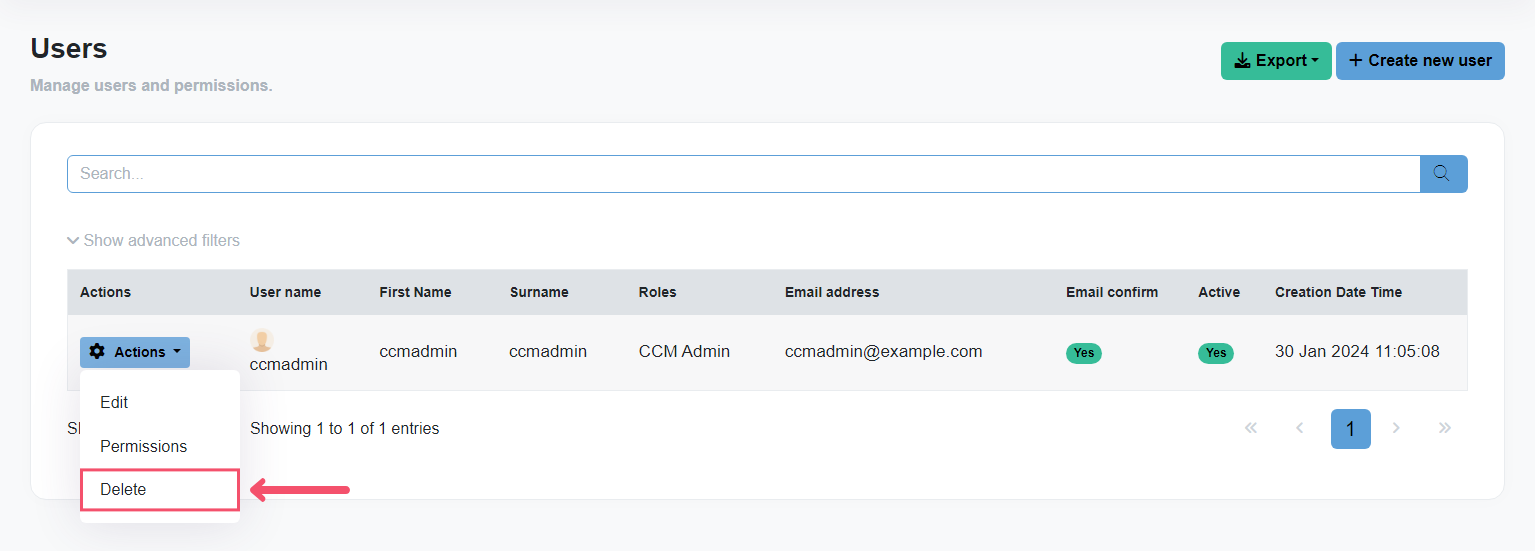 Users
Manage users and permissions.
Export
Create new user
Search...
Show advanced filters
Actions User name First Name Surname Roles Email address Email confirm Active Creation Date Time
Actions ccmadmin ccmadmin ccmadmin CCM Admin ccmadmin@example.com Yes Yes 30 Jan 2024 11:05:08
Edit
Permissions
Delete
Showing 1 to 1 of 1 entries
« ‹ 1 › »